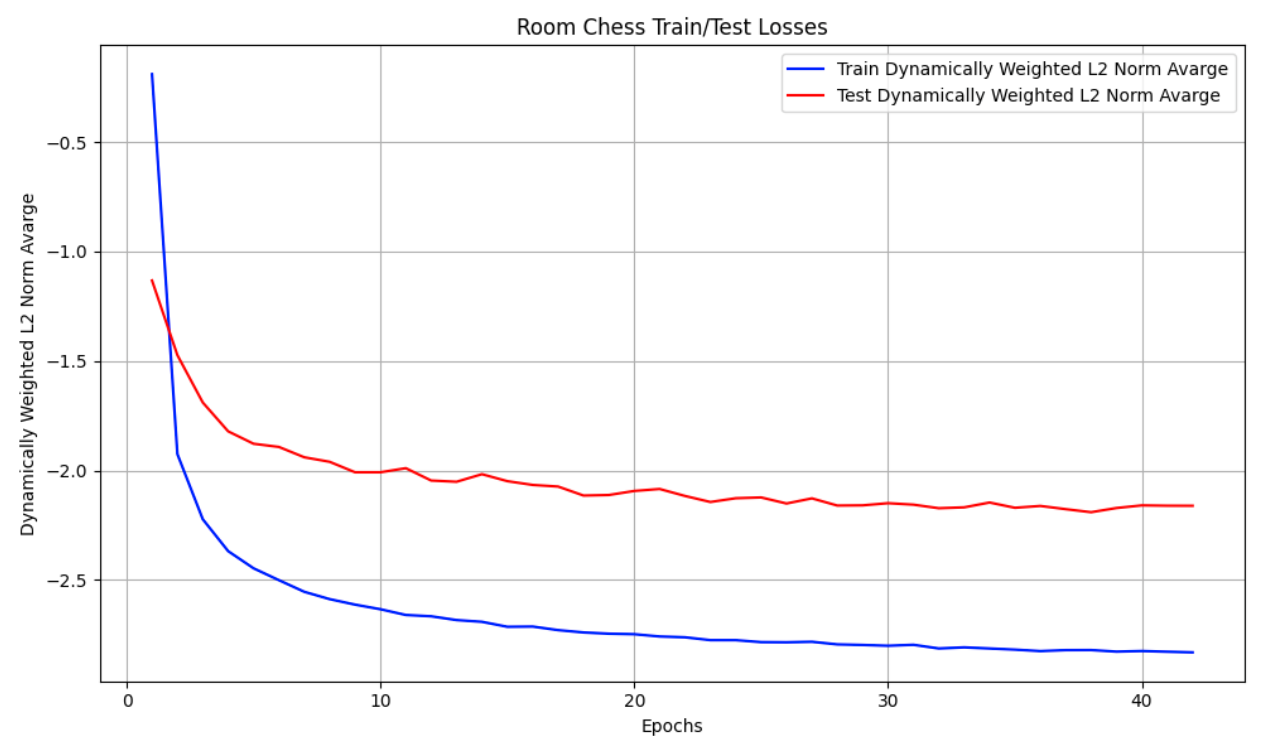 Room Chess Train/Test Losses
Train Dynamically Weighted L2 Norm Avarge
Test Dynamically Weighted L2 Norm Avarge
Dynamically Weighted L2 Norm Avarge
−0.5
−1.0
−1.5
−2.0
−2.5
0 10 20 30 40
Epochs